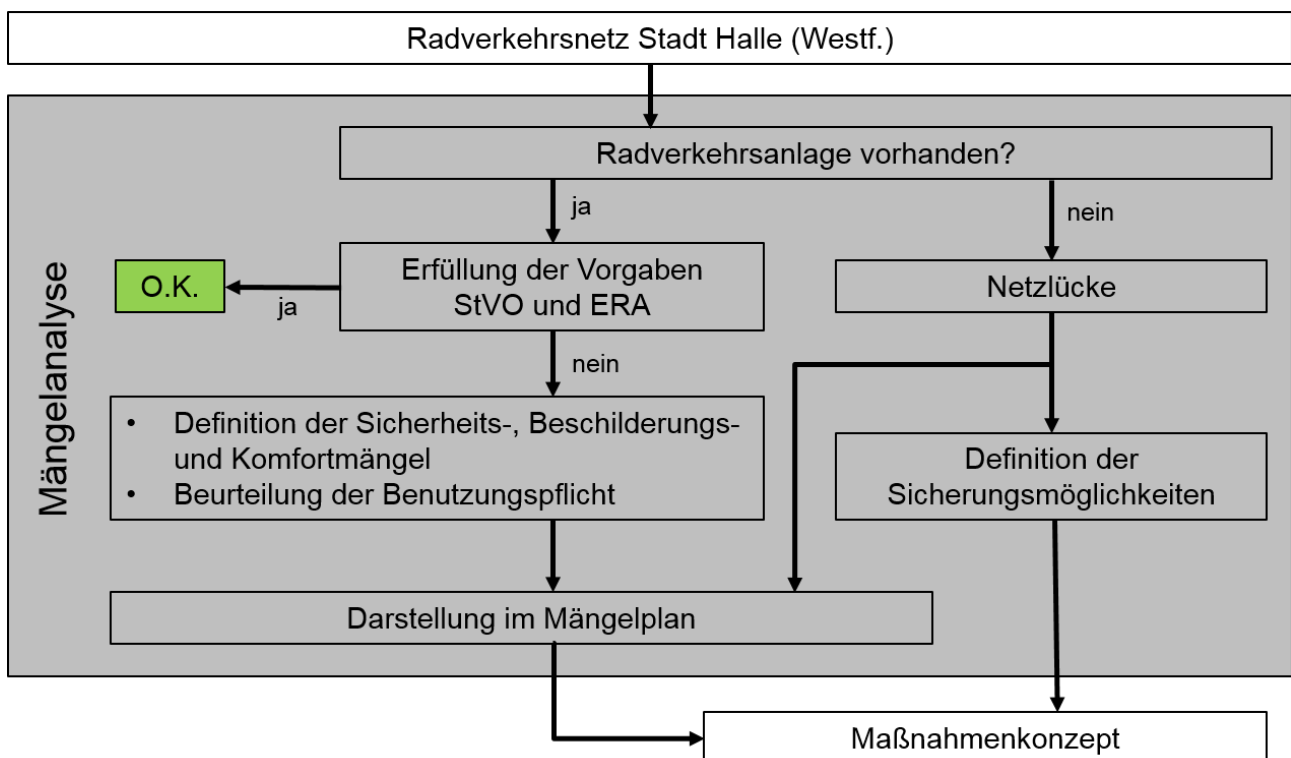 Radverkehrsnetz Stadt Halle (Westf.)
Mängelanalyse
Radverkehrsanlage vorhanden?
ja
nein
O.K.
ja
Erfüllung der Vorgaben
StVO und ERA
Netzlücke
nein
• Definition der Sicherheits-, Beschilderungs-
und Komfortmängel
• Beurteilung der Benutzungspflicht
Definition der
Sicherungsmöglichkeiten
Darstellung im Mängelplan
Maßnahmenkonzept